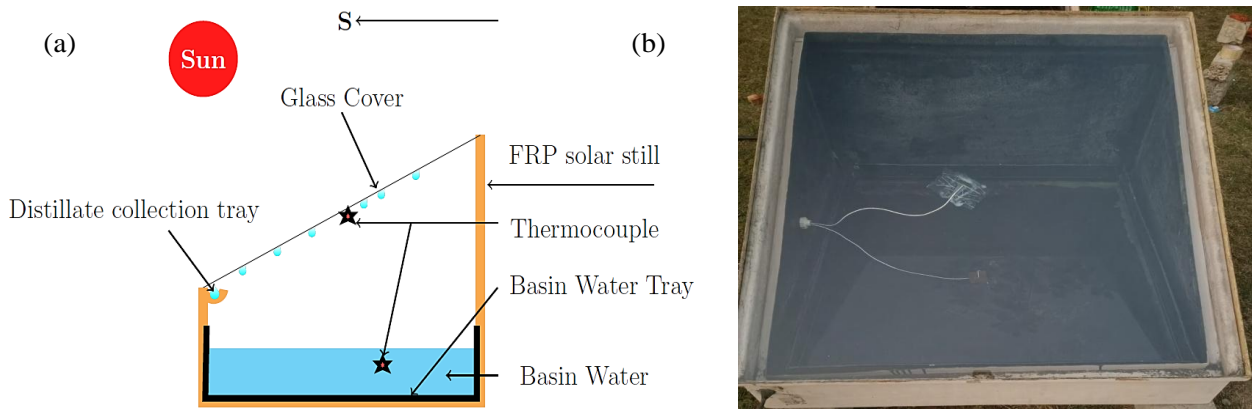 (a)
Sun
S
(b)
Glass Cover
FRP solar still
Distillate collection tray
Thermocouple
Basin Water Tray
Basin Water